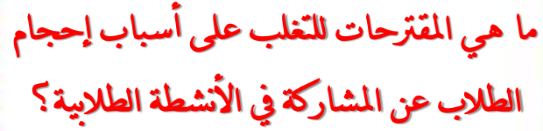 ما هي المقترحات للتغلب على أسباب إحجام
الطلاب عن المشاركة في الأنشطة الطلابية؟